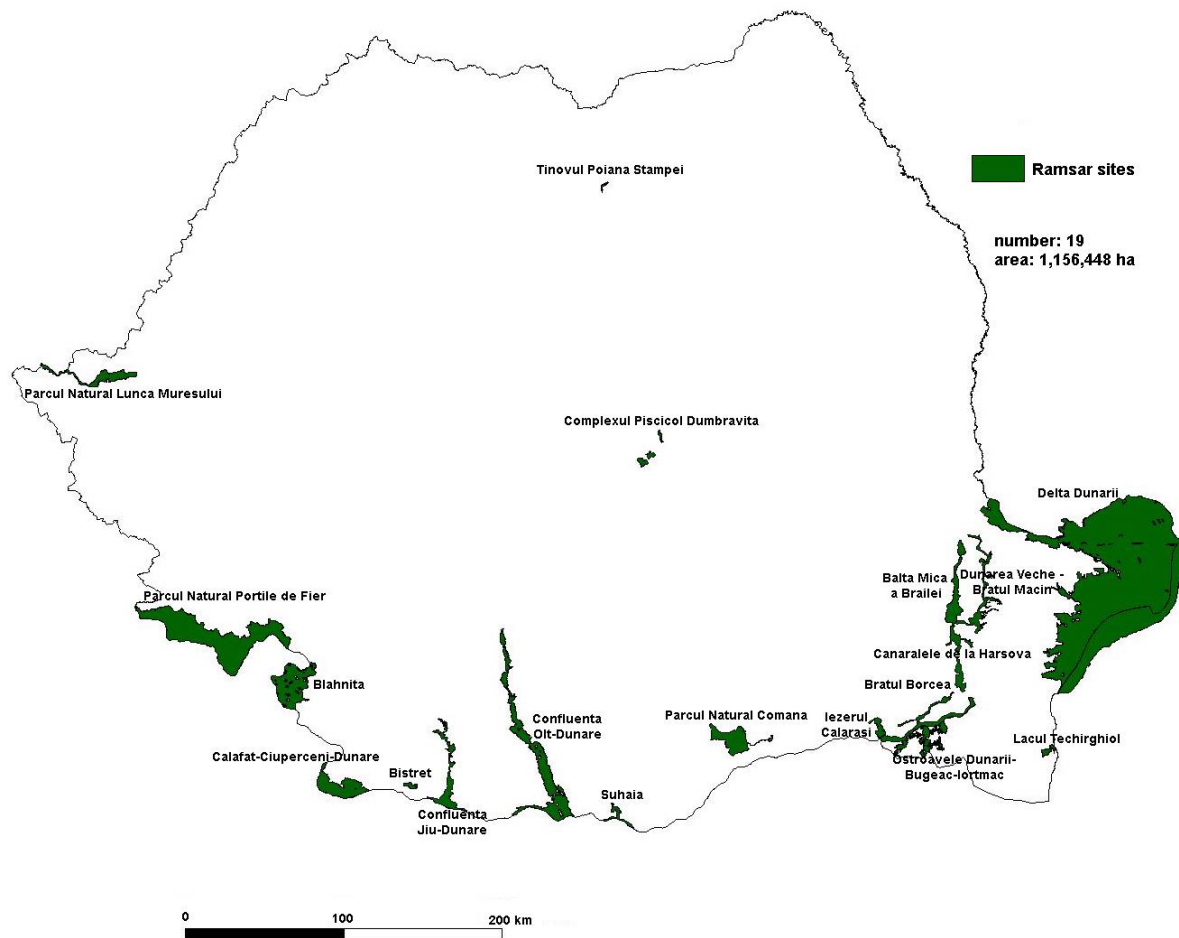 Tinovul Poiana Stampei
Ramsar sites
number: 19
area: 1,156,448 ha
Parcul Natural Lunca Muresului
Complexul Piscicol Dumbravita
Delta Dunarii
Balta Mica
a Brailei
Dunarea Veche -
Bratul Macin
Parcul Natural Portile de Fier
Canaralele de la Harsova
Blahnita
Bratul Borcea
Confluenta
Olt-Dunare
Parcul Natural Comana
Iezerul
Calarasi
Lacul Techirghiol
Calafat-Ciuperceni-Dunare
Ostroavele Dunarii-
Bugeac-Iortmac
Bistret
Suhaia
Confluenta
Jiu-Dunare
0 100 200 km